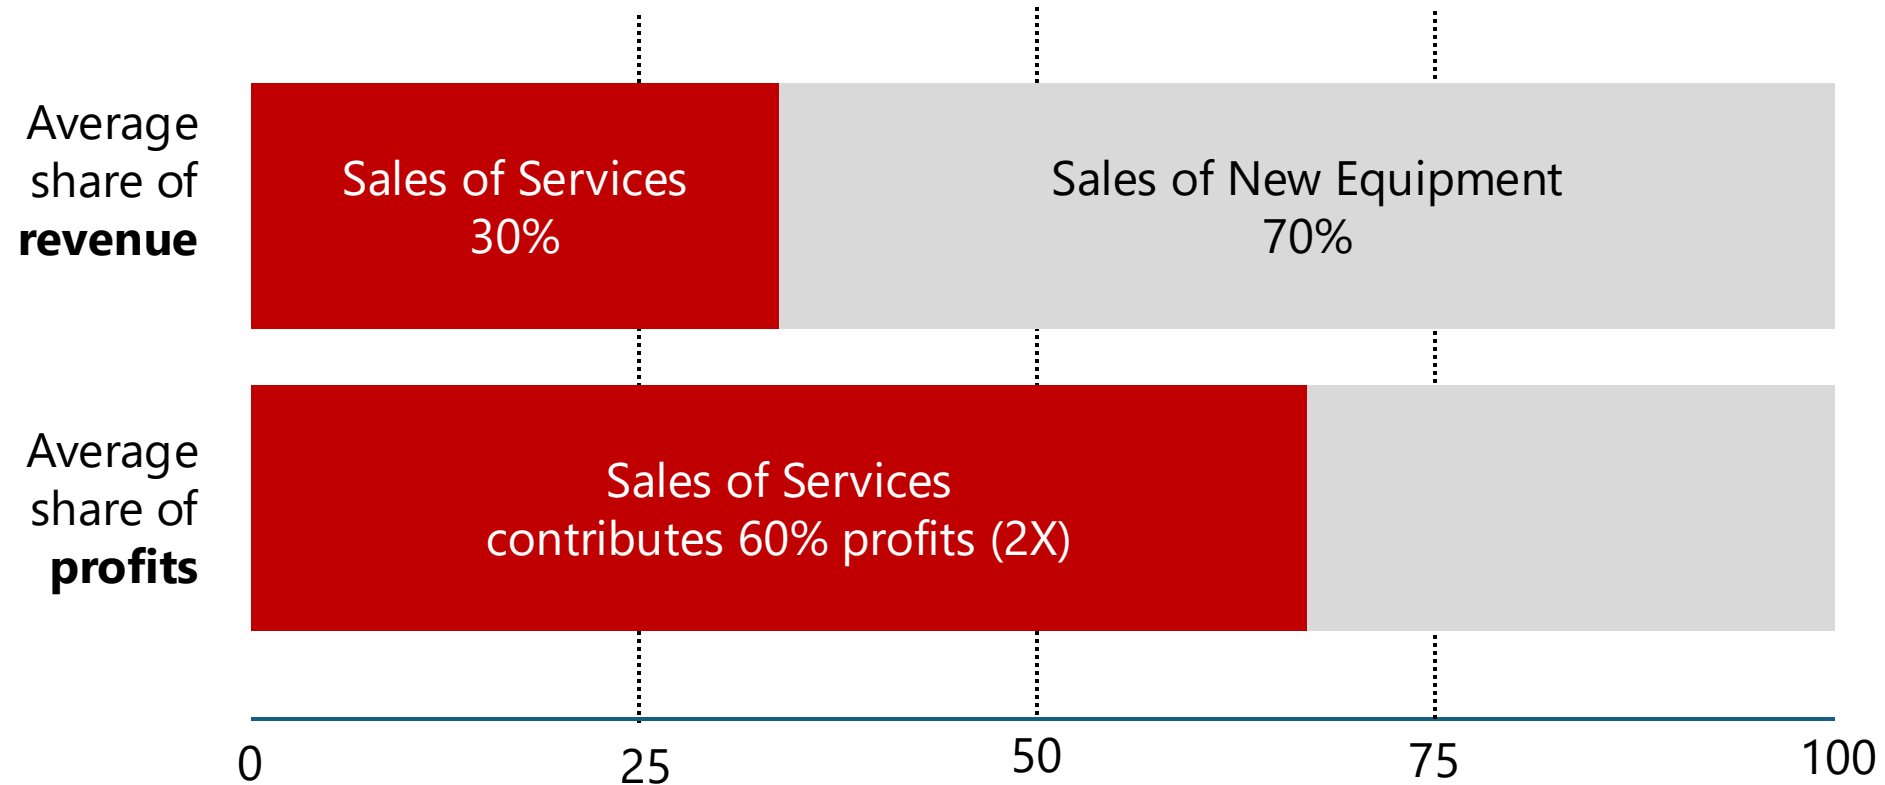 Average
share of
revenue
Sales of Services
30%
Sales of New Equipment
70%
Average
share of
profits
Sales of Services
contributes 60% profits (2X)
0
25
50
75
100